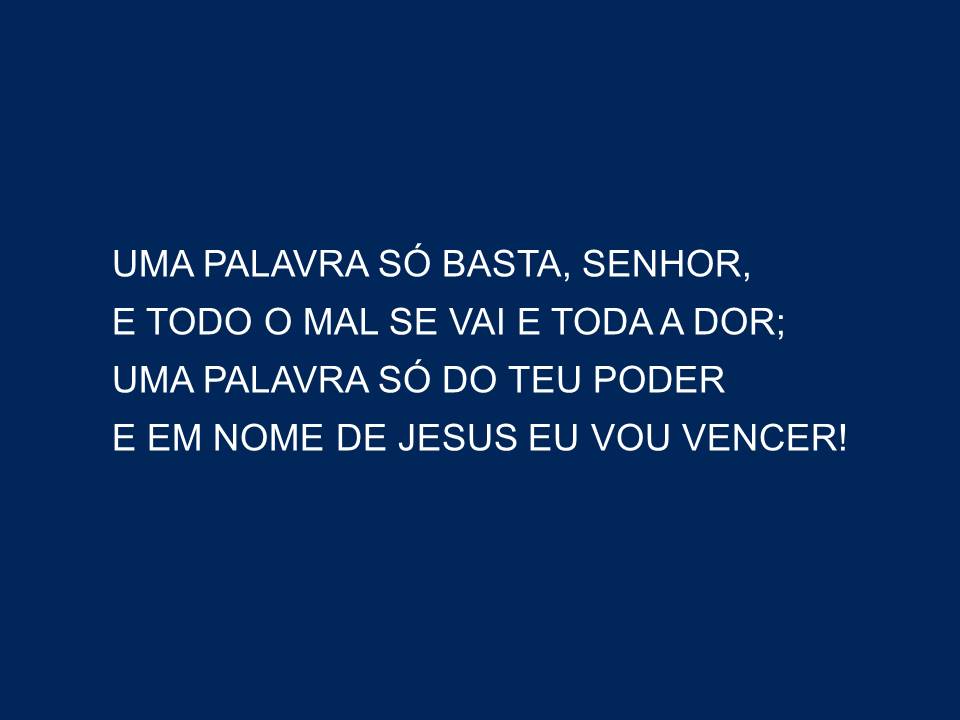 UMA PALAVRA SÓ BASTA, SENHOR,
E TODO O MAL SE VAI E TODA A DOR;
UMA PALAVRA SÓ DO TEU PODER
E EM NOME DE JESUS EU VOU VENCER!